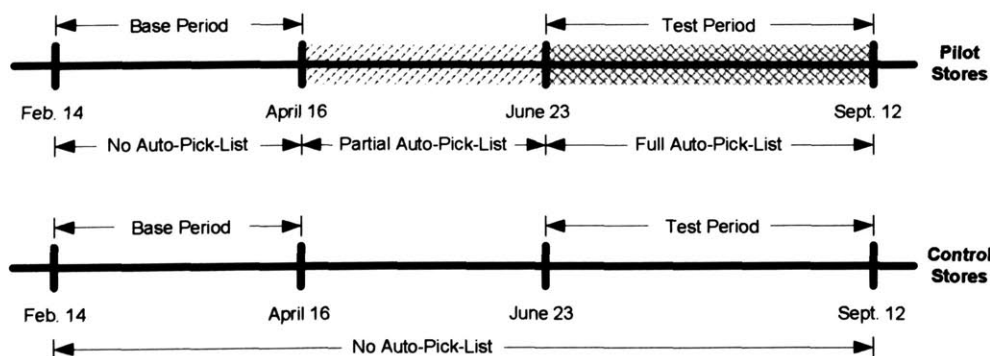 Base Period Test Period
Pilot
Stores
Feb. 14 April 16 June 23 Sept. 12
No Auto-Pick-List Partial Auto-Pick-List Full Auto-Pick-List
Base Period Test Period
Control
Stores
Feb. 14 April 16 June 23 Sept. 12
No Auto-Pick-List